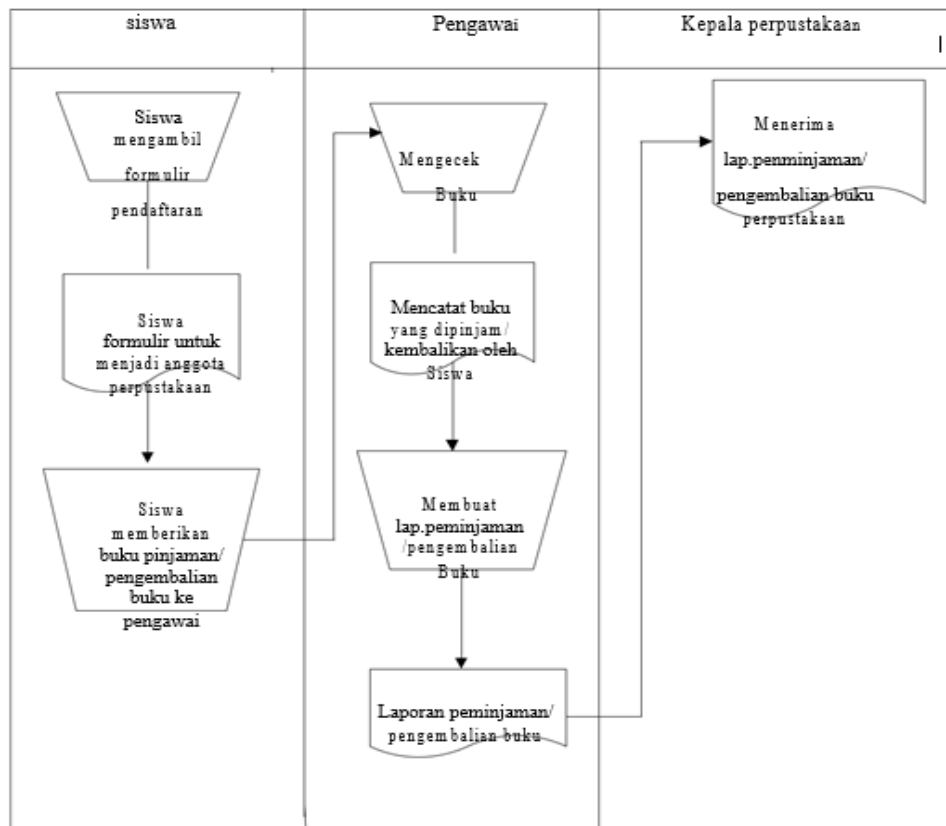 siswa
Pengawai
Kepala perpustakaan
Siswa
mengambil
formulir
pendaftaran
Siswa
formulir untuk
menjadi anggota
perpustakaan
Siswa
memberikan
buku pinjaman/
pengembalian
buku ke
pengawai
Mengecek
Buku
Mencatat buku
yang dipinjam/
kembalikan oleh
Siswa
Membuat
lap.peminjaman
/pengembalian
Buku
Laporan peminjaman/
pengembalian buku
Menerima
lap.penminjaman/
pengembalian buku
perpustakaan